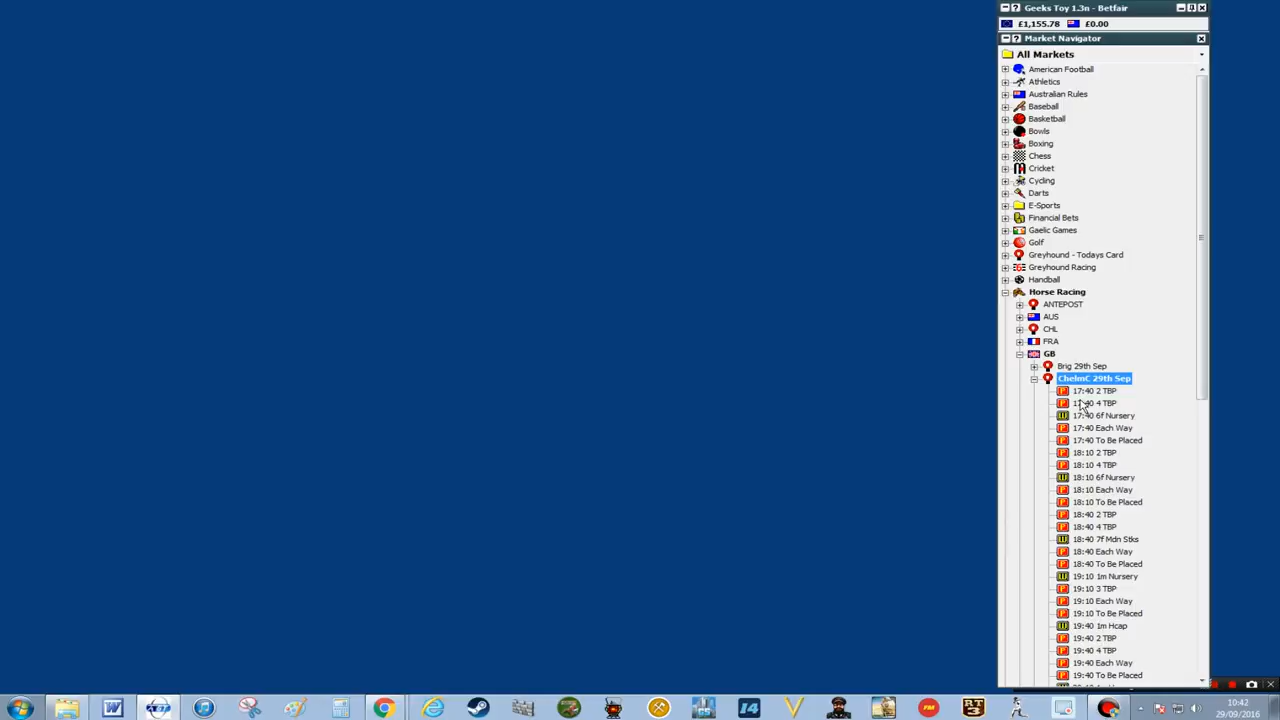 Geeks Toy 1.3n - Betfair
£1,155.78 £0.00
Market Navigator
All Markets
American Football
Athletics
Australian Rules
Baseball
Basketball
Bowls
Boxing
Chess
Cricket
Cycling
Darts
E-Sports
Financial Bets
Gaelic Games
Golf
Greyhound - Todays Card
Greyhound Racing
Handball
Horse Racing
ANTEPOST
AUS
CHL
FRA
GB
Brig 29th Sep
ChelmC 29th Sep
17:40 2 TBP
17:40 4 TBP
17:40 6f Nursery
17:40 Each Way
17:40 To Be Placed
18:10 2 TBP
18:10 4 TBP
18:10 6f Nursery
18:10 Each Way
18:10 To Be Placed
18:40 2 TBP
18:40 4 TBP
18:40 7f Mdn Stks
18:40 Each Way
18:40 To Be Placed
19:10 1m Nursery
19:10 3 TBP
19:10 Each Way
19:10 To Be Placed
19:40 1m Hcap
19:40 2 TBP
19:40 4 TBP
19:40 Each Way
19:40 To Be Placed
10:42
29/09/2016